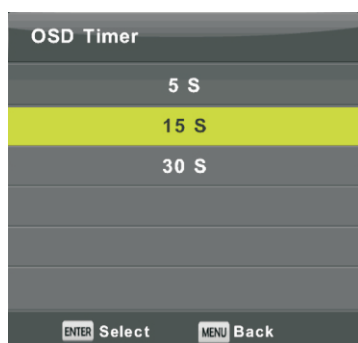 OSD Timer
5 S
15 S
30 S
ENTER Select MENU Back